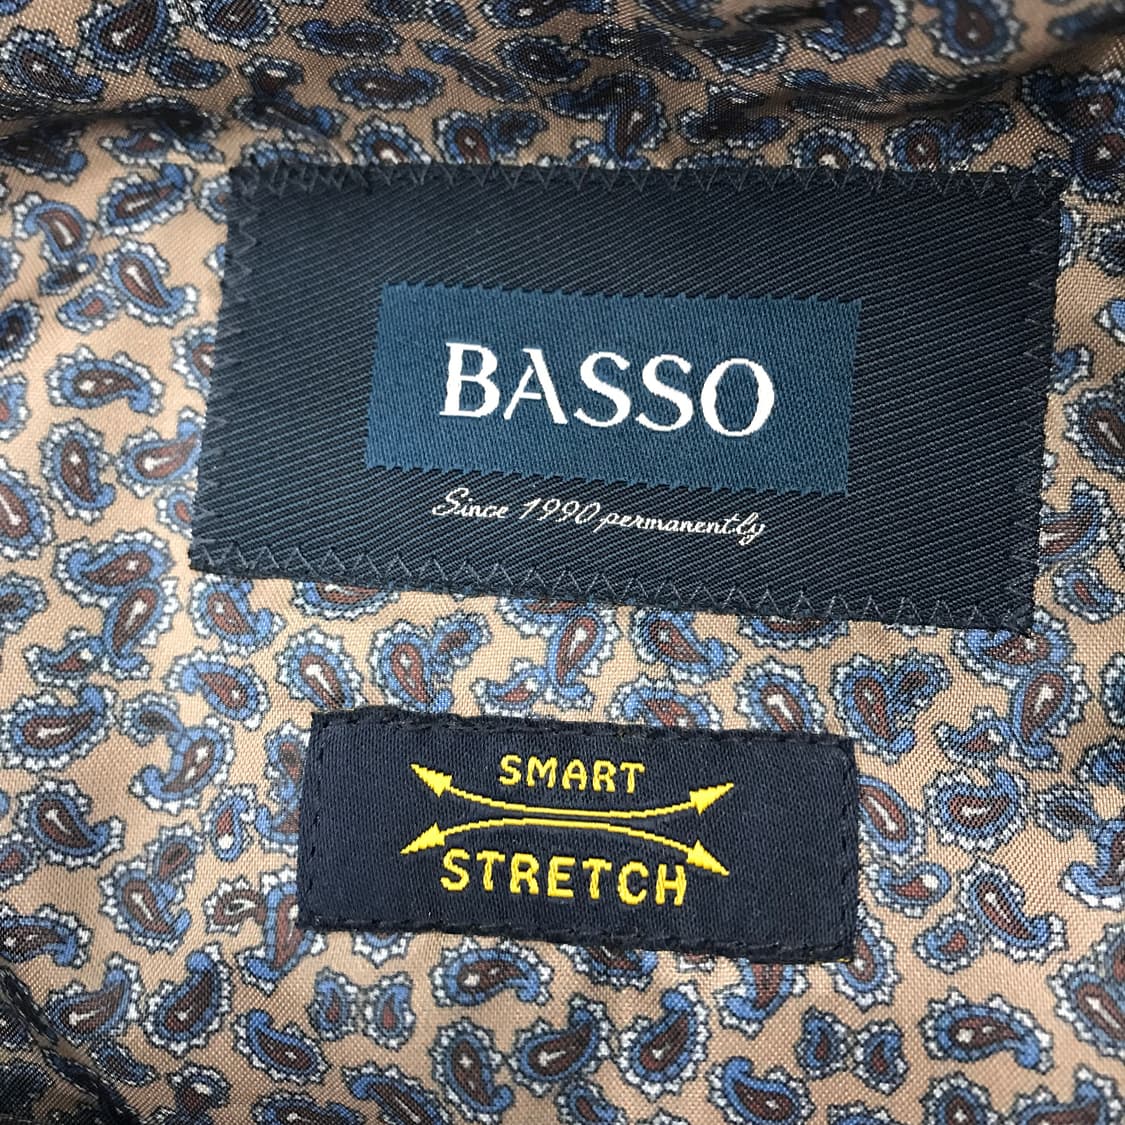 BASSO
Since 1990 permanently
SMART
STRETCH